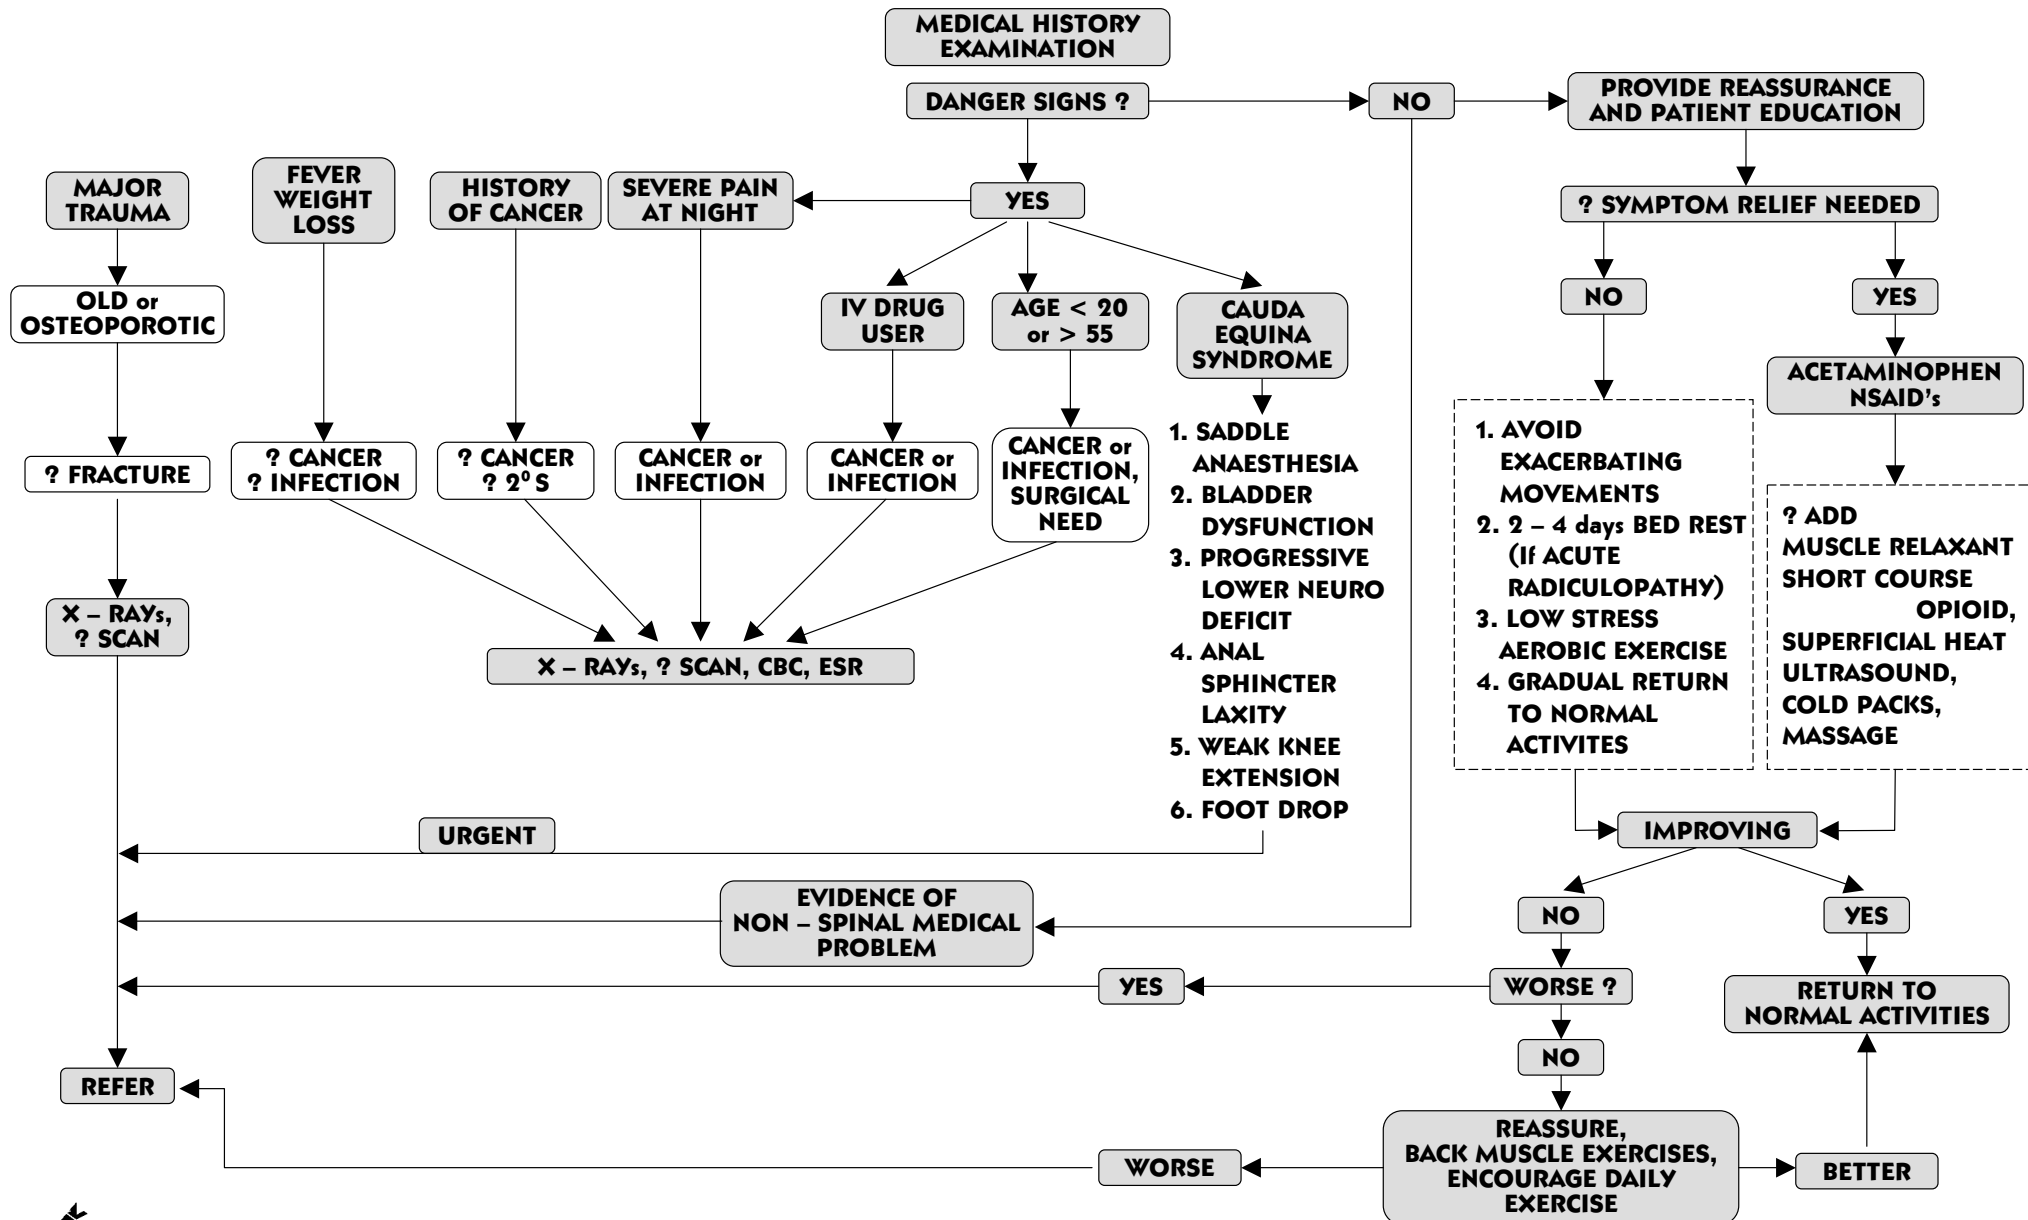 MEDICAL HISTORY
EXAMINATION
DANGER SIGNS ?
NO
PROVIDE REASSURANCE
AND PATIENT EDUCATION
MAJOR
TRAUMA
FEVER
WEIGHT
LOSS
HISTORY
OF CANCER
SEVERE PAIN
AT NIGHT
YES
? SYMPTOM RELIEF NEEDED
OLD or
OSTEOPOROTIC
IV DRUG
USER
AGE < 20
or > 55
CAUDA
EQUINA
SYNDROME
NO
YES
ACETAMINOPHEN
NSAID's
? FRACTURE
? CANCER
? INFECTION
? CANCER
? 2⁰ S
CANCER or
INFECTION
CANCER or
INFECTION
CANCER or
INFECTION,
SURGICAL
NEED
1. SADDLE
ANAESTHESIA
2. BLADDER
DYSFUNCTION
3. PROGRESSIVE
LOWER NEURO
DEFICIT
4. ANAL
SPHINCTER
LAXITY
5. WEAK KNEE
EXTENSION
6. FOOT DROP
1. AVOID
EXACERBATING
MOVEMENTS
2. 2 – 4 days BED REST
(If ACUTE
RADICULOPATHY)
3. LOW STRESS
AEROBIC EXERCISE
4. GRADUAL RETURN
TO NORMAL
ACTIVITES
? ADD
MUSCLE RELAXANT
SHORT COURSE
OPIOID,
SUPERFICIAL HEAT
ULTRASOUND,
COLD PACKS,
MASSAGE
X – RAYs,
? SCAN
X – RAYs, ? SCAN, CBC, ESR
URGENT
IMPROVING
EVIDENCE OF
NON – SPINAL MEDICAL
PROBLEM
NO
YES
YES
WORSE ?
RETURN TO
NORMAL ACTIVITIES
NO
REFER
REASSURE,
BACK MUSCLE EXERCISES,
ENCOURAGE DAILY
EXERCISE
WORSE
BETTER